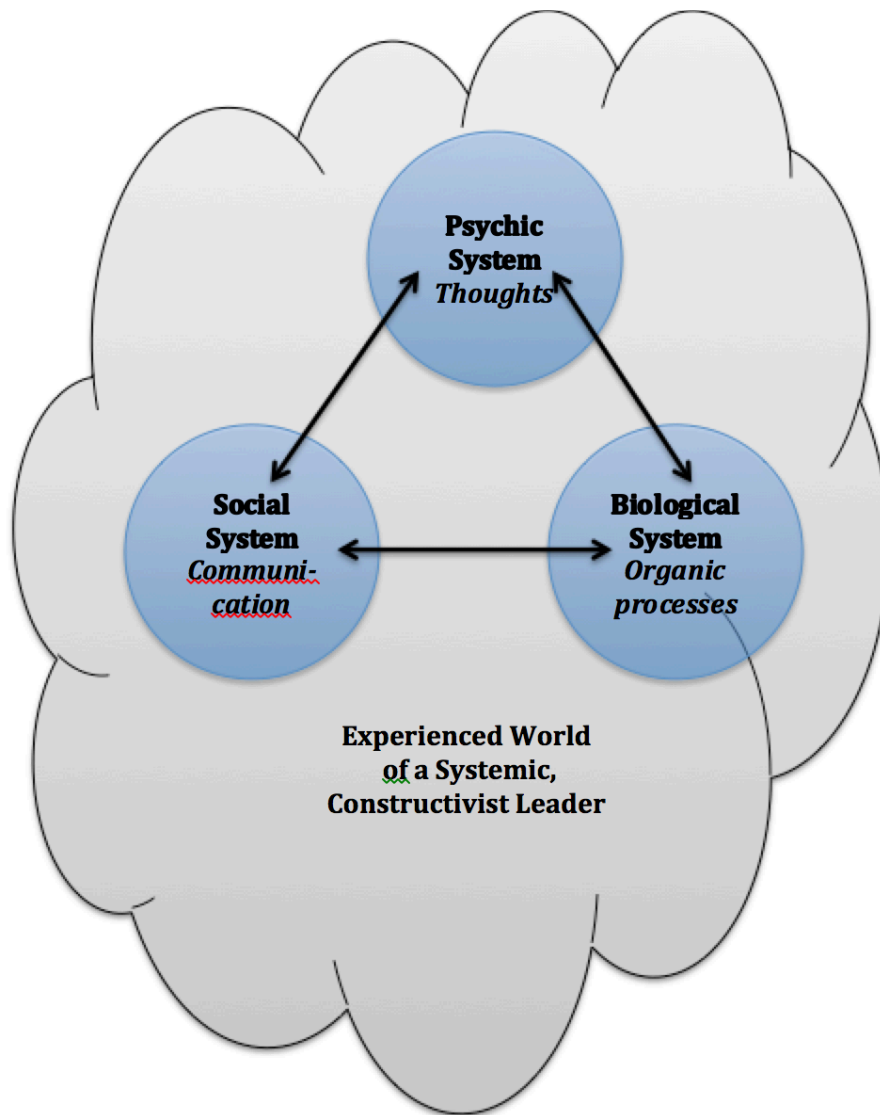 Psychic
System
Thoughts
Social
System
Communi-
cation
Biological
System
Organic
processes
Experienced World
of a Systemic,
Constructivist Leader